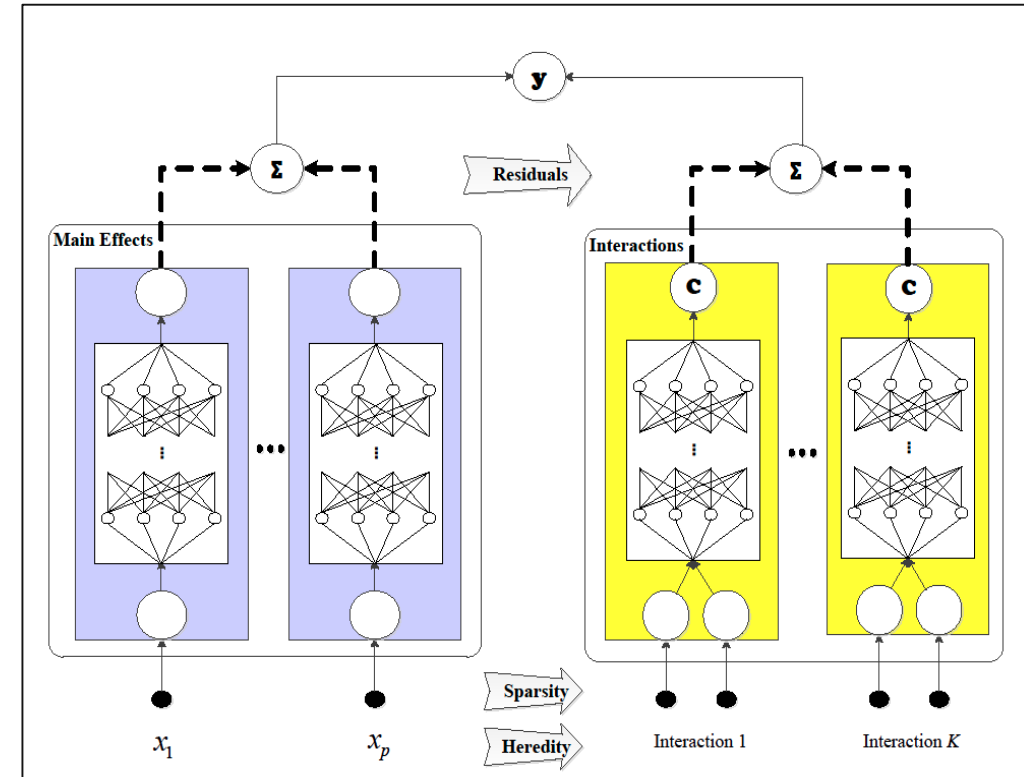 y
Σ
Residuals
Σ
Main Effects
Interactions
C
C
...
...
Sparsity
x1
xp
Heredity
Interaction 1
Interaction K